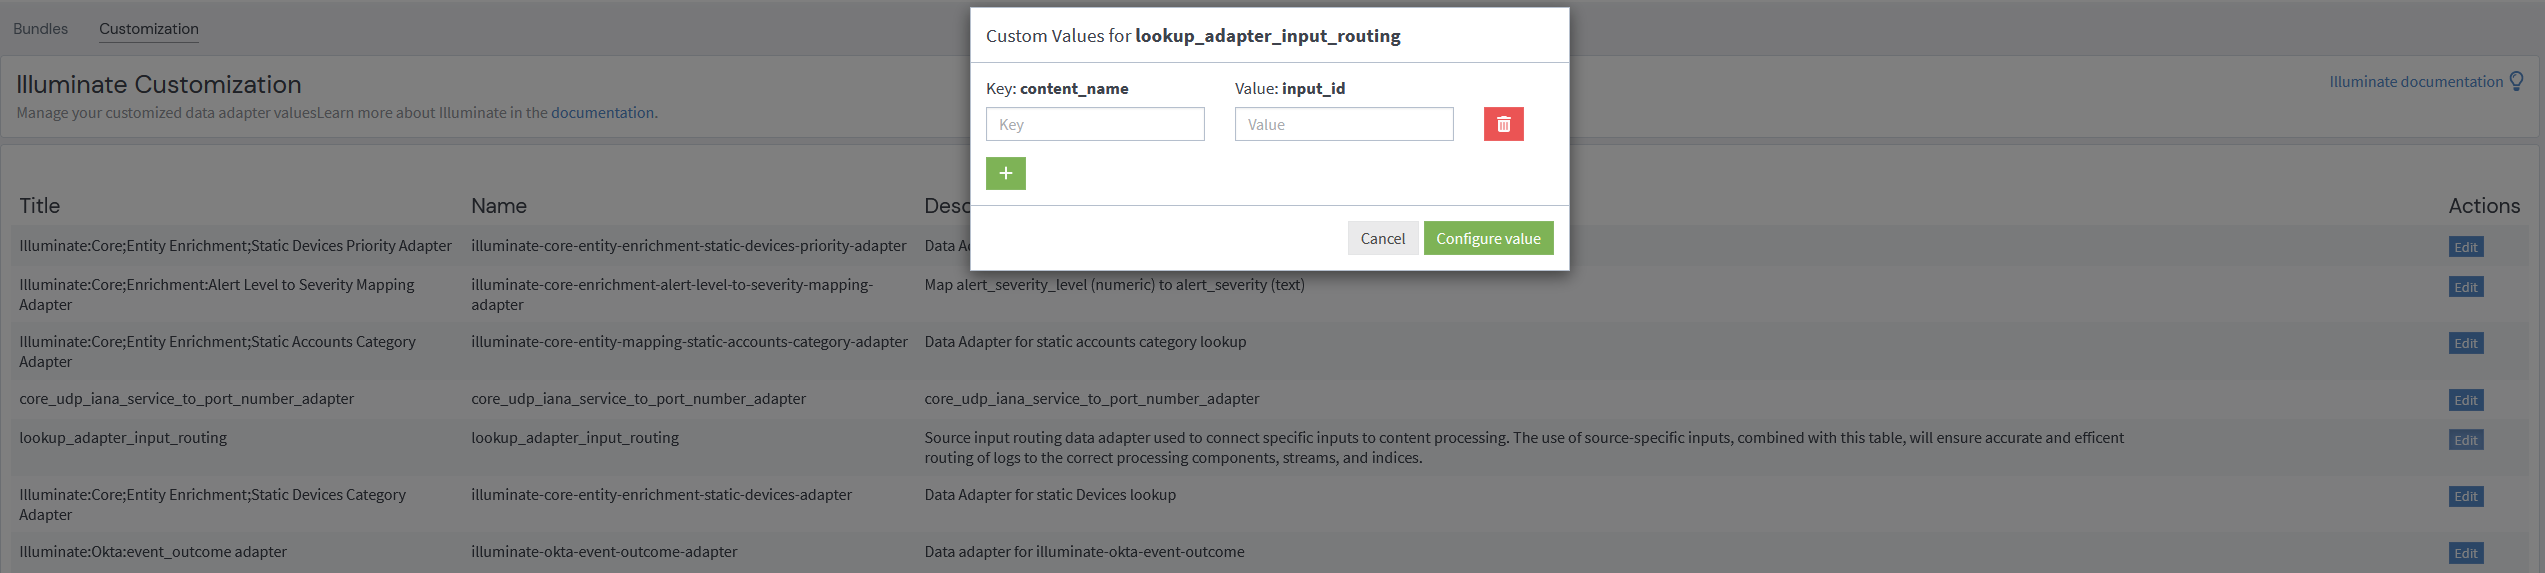 Bundles
Customization
Illuminate Customization
Manage your customized data adapter valuesLearn more about Illuminate in the documentation.
Illuminate documentation
Custom Values for lookup_adapter_input_routing
Key: content_name
Value: input_id
Key
Value
+
Cancel
Configure value
Title
Name
Desc
Actions
Illuminate:Core;Entity Enrichment;Static Devices Priority Adapter
illuminate-core-entity-enrichment-static-devices-priority-adapter
Data A
Edit
Illuminate:Core;Enrichment:Alert Level to Severity Mapping
Adapter
illuminate-core-enrichment-alert-level-to-severity-mapping-
adapter
Map alert_severity_level (numeric) to alert_severity (text)
Edit
Illuminate:Core;Entity Enrichment;Static Accounts Category
Adapter
illuminate-core-entity-mapping-static-accounts-category-adapter
Data Adapter for static accounts category lookup
Edit
core_udp_iana_service_to_port_number_adapter
core_udp_iana_service_to_port_number_adapter
core_udp_iana_service_to_port_number_adapter
Edit
lookup_adapter_input_routing
lookup_adapter_input_routing
Source input routing data adapter used to connect specific inputs to content processing. The use of source-specific inputs, combined with this table, will ensure accurate and efficent
routing of logs to the correct processing components, streams, and indices.
Edit
Illuminate:Core;Entity Enrichment;Static Devices Category
Adapter
illuminate-core-entity-enrichment-static-devices-adapter
Data Adapter for static Devices lookup
Edit
Illuminate:Okta:event_outcome adapter
illuminate-okta-event-outcome-adapter
Data adapter for illuminate-okta-event-outcome
Edit